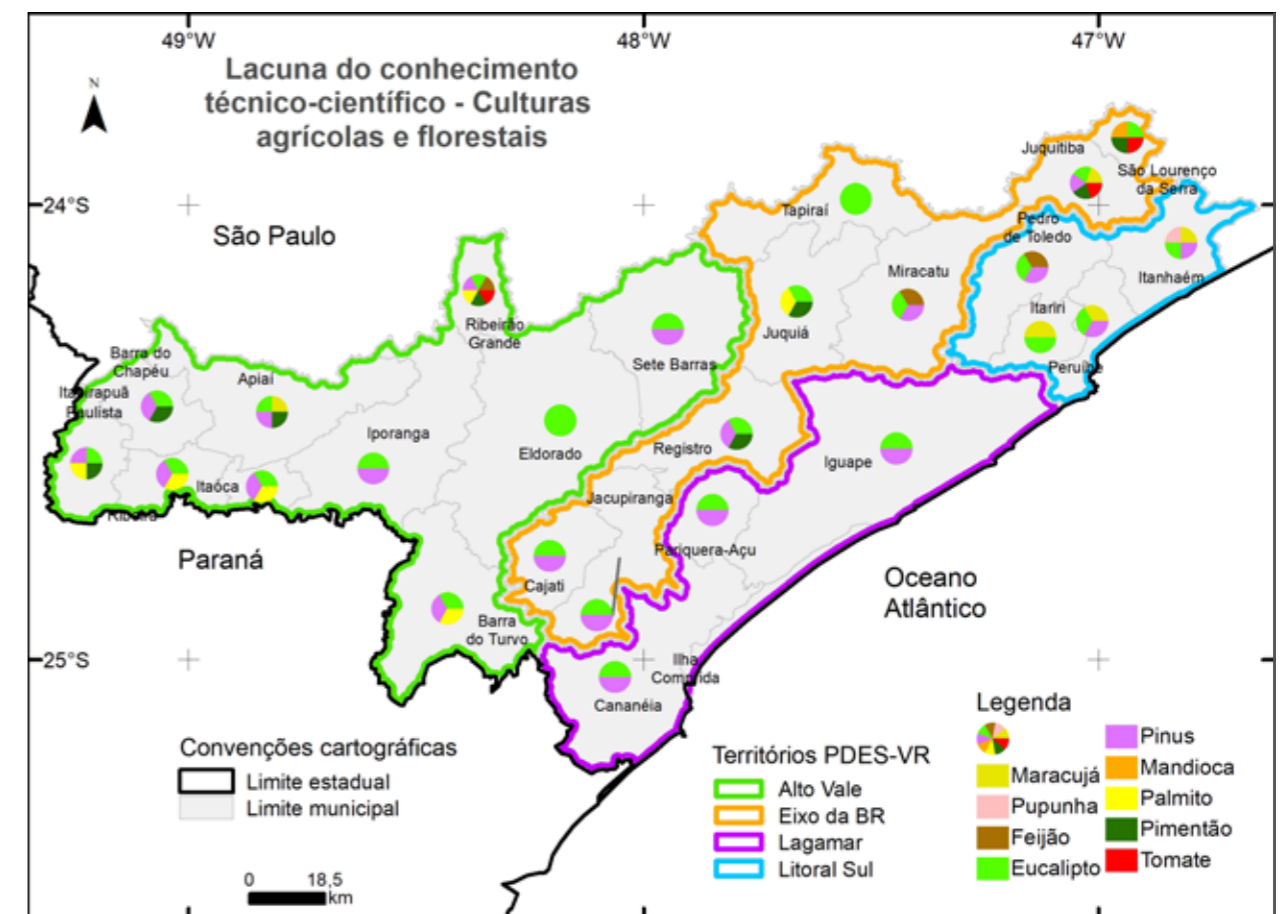 49°W
48°W
47°W
Lacuna do conhecimento
técnico-científico - Culturas
agrícolas e florestais
N
24°S
São Paulo
Juquitiba
São Lourenço
da Serra
Tapiraí
Pedro
de Toledo
Miracatu
Itanhaém
Ribeirão
Grande
Juquiá
Itariri
Barra do
Chapéu
Sete Barras
Peruíbe
Apiaí
Itapirapuã
Paulista
Iporanga
Eldorado
Registro
Iguape
Itaóca
Jacupiranga
Ribeira
Pariquera-Açu
Paraná
Cajati
Oceano
Atlântico
Barra
do Turvo
25°S
Ilha
Comprida
Cananéia
Convenções cartográficas
Limite estadual
Limite municipal
0 18,5
km
Territórios PDES-VR
Alto Vale
Eixo da BR
Lagamar
Litoral Sul
Legenda
Maracujá
Pupunha
Feijão
Eucalipto
Pinus
Mandioca
Palmito
Pimentão
Tomate